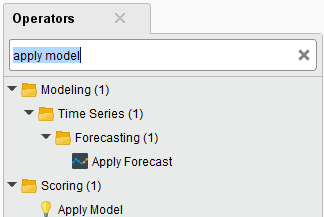 Operators
apply model
Modeling (1)
Time Series (1)
Forecasting (1)
Apply Forecast
Scoring (1)
Apply Model